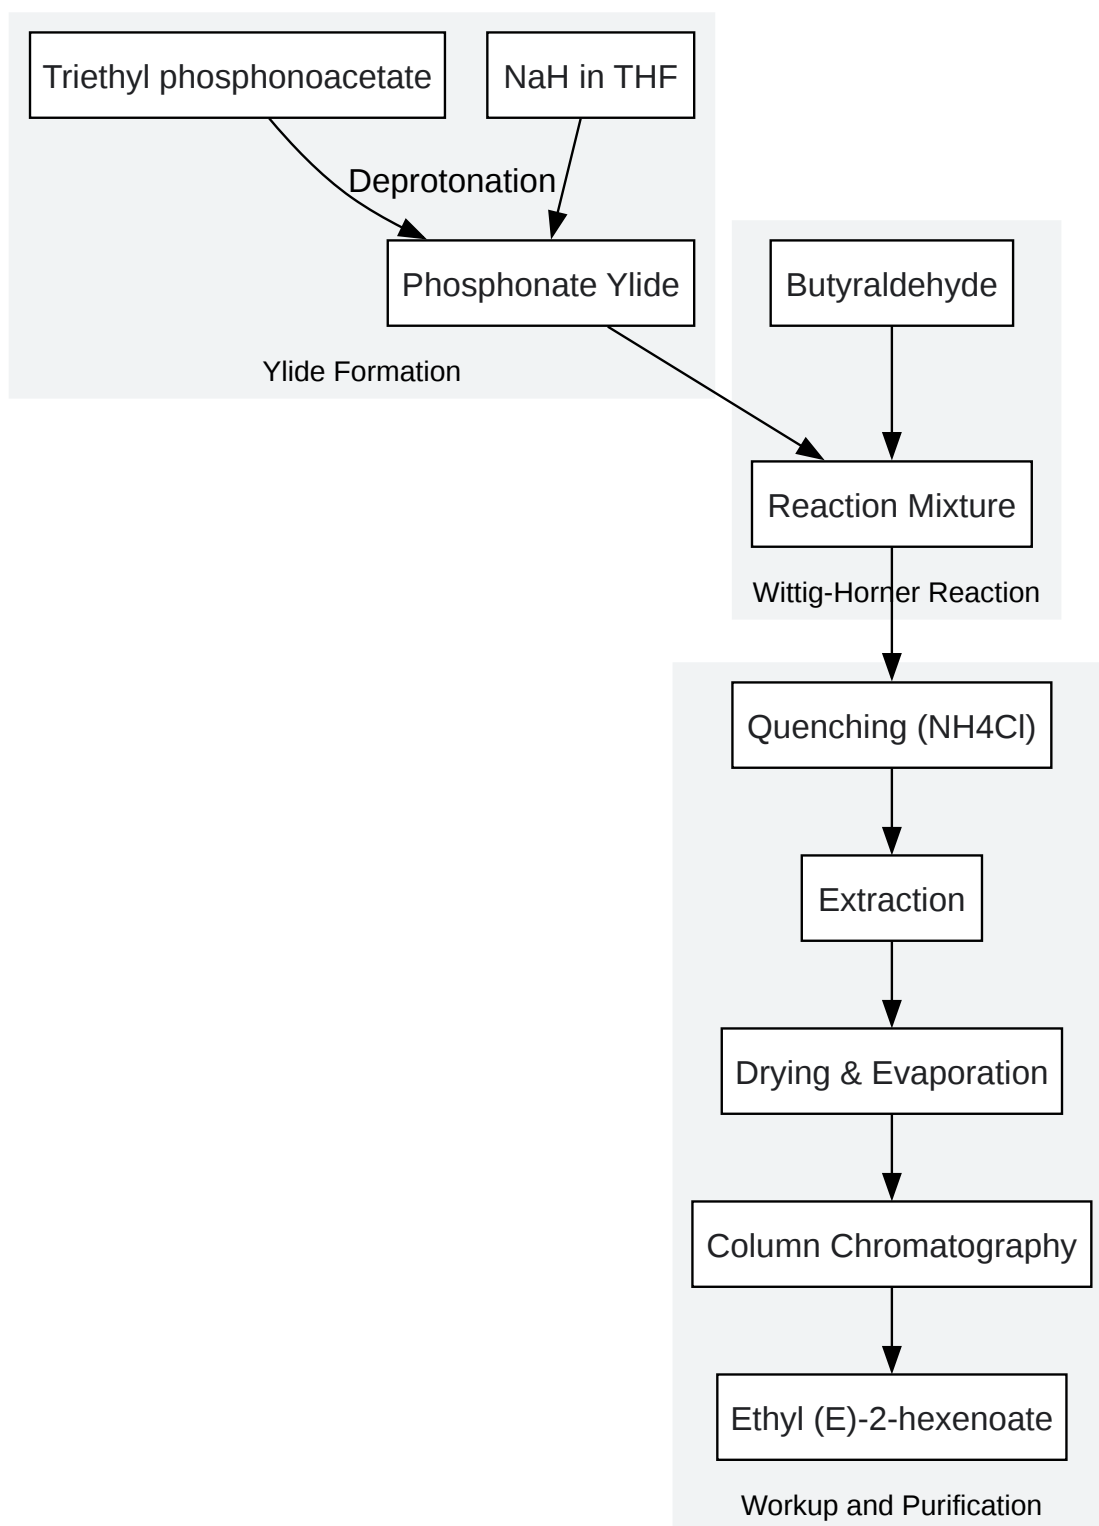 Triethyl phosphonoacetate
NaH in THF
Deprotonation
Phosphonate Ylide
Ylide Formation
Butyraldehyde
Reaction Mixture
Wittig-Horner Reaction
Quenching (NH4Cl)
Extraction
Drying & Evaporation
Column Chromatography
Ethyl (E)-2-hexenoate
Workup and Purification